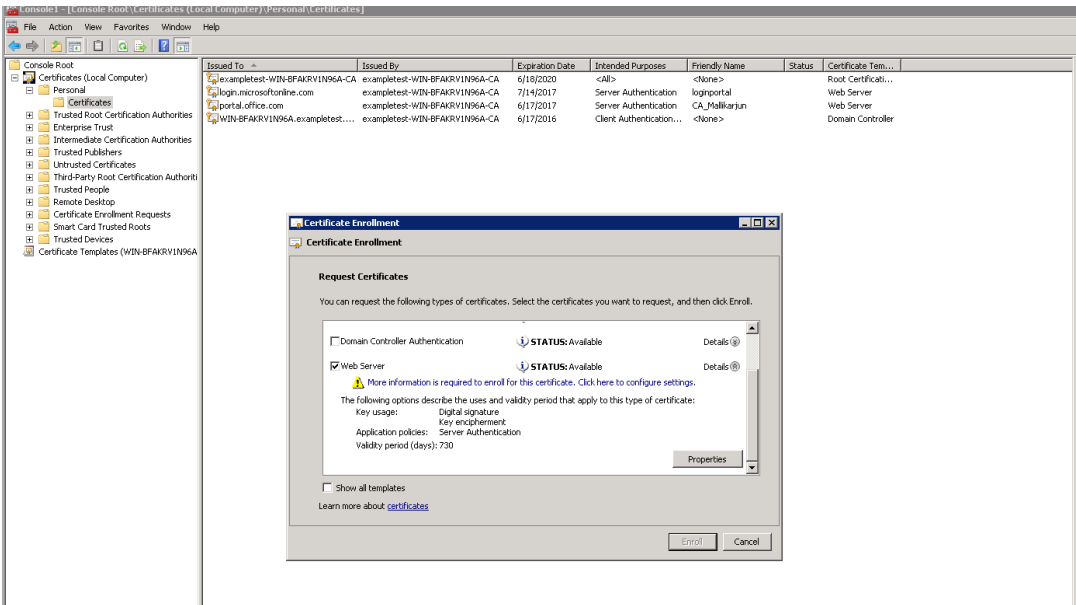 Console1 - [Console Root\Certificates (Local Computer)\Personal\Certificates]
File Action View Favorites Window Help
Console Root
Certificates (Local Computer)
Personal
Certificates
Trusted Root Certification Authorities
Enterprise Trust
Intermediate Certification Authorities
Trusted Publishers
Untrusted Certificates
Third-Party Root Certification Authoriti
Trusted People
Remote Desktop
Certificate Enrollment Requests
Smart Card Trusted Roots
Trusted Devices
Certificate Templates (WIN-BFAKRV1N96A
Issued To Issued By Expiration Date Intended Purposes Friendly Name Status Certificate Tem...
exampletest-WIN-BFAKRV1N96A-CA exampletest-WIN-BFAKRV1N96A-CA 6/18/2020 <All> <None> Root Certificati...
login.microsoftonline.com exampletest-WIN-BFAKRV1N96A-CA 7/14/2017 Server Authentication loginportal Web Server
portal.office.com exampletest-WIN-BFAKRV1N96A-CA 6/17/2017 Server Authentication CA_Mallikarjun Web Server
WIN-BFAKRV1N96A.exampletest.... exampletest-WIN-BFAKRV1N96A-CA 6/17/2016 Client Authentication... <None> Domain Controller
Certificate Enrollment
Certificate Enrollment
Request Certificates
You can request the following types of certificates. Select the certificates you want to request, and then click Enroll.
Domain Controller Authentication STATUS: Available Details
Web Server STATUS: Available Details
More information is required to enroll for this certificate. Click here to configure settings.
The following options describe the uses and validity period that apply to this type of certificate:
Key usage: Digital signature
Key encipherment
Application policies: Server Authentication
Validity period (days): 730
Properties
Show all templates
Learn more about certificates
Enroll Cancel